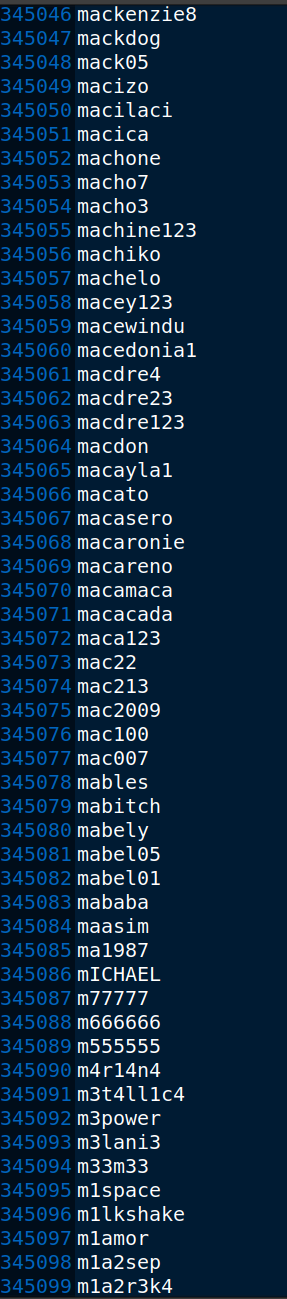 345046 mackenzie8
345047 mackdog
345048 mack05
345049 macizo
345050 macilaci
345051 macica
345052 machone
345053 macho7
345054 macho3
345055 machine123
345056 machiko
345057 machelo
345058 macey123
345059 macewindu
345060 macedonia1
345061 macdre4
345062 macdre23
345063 macdre123
345064 macdon
345065 macayla1
345066 macato
345067 macasero
345068 macaronie
345069 macareno
345070 macamaca
345071 macacada
345072 maca123
345073 mac22
345074 mac213
345075 mac2009
345076 mac100
345077 mac007
345078 mables
345079 mabitch
345080 mabely
345081 mabel05
345082 mabel01
345083 mababa
345084 maasim
345085 ma1987
345086 mICHAEL
345087 m77777
345088 m666666
345089 m555555
345090 m4r14n4
345091 m3t4ll1c4
345092 m3power
345093 m3lani3
345094 m33m33
345095 m1space
345096 m1lkshake
345097 m1amor
345098 m1a2sep
345099 m1a2r3k4